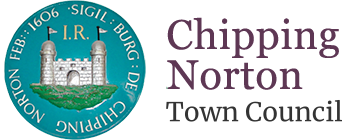 ·SIGIL·BURG·DE·CHIPPING NORTON FEB::1606
I.R.
Chipping
Norton
Town Council